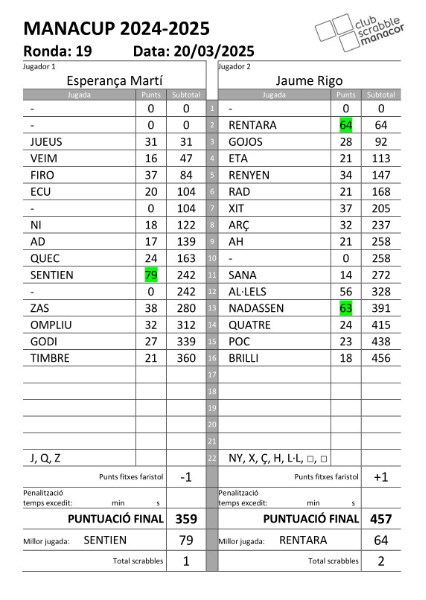 MANACUP 2024-2025
club scrabble manacor
Ronda: 19 Data: 20/03/2025
Jugador 1 Jugador 2
Esperança Martí Jaume Rigo
Jugada Punts Subtotal Jugada Punts Subtotal
- 0 0 1 - 0 0
- 0 0 2 RENTARA 64 64
JUEUS 31 31 3 GOJOS 28 92
VEIM 16 47 4 ETA 21 113
FIRO 37 84 5 RENYEN 34 147
ECU 20 104 6 RAD 21 168
- 0 104 7 XIT 37 205
NI 18 122 8 ARÇ 32 237
AD 17 139 9 AH 21 258
QUEC 24 163 10 - 0 258
SENTIEN 79 242 11 SANA 14 272
- 0 242 12 AL·LELS 56 328
ZAS 38 280 13 NADASSEN 63 391
OMPLIU 32 312 14 QUATRE 24 415
GODI 27 339 15 POC 23 438
TIMBRE 21 360 16 BRILLI 18 456
17
18
19
20
21
J, Q, Z 22 NY, X, Ç, H, L·L, □, □
Punts fitxes faristol -1 Punts fitxes faristol +1
Penalització Penalització
temps excedit: min s temps excedit: min s
PUNTUACIÓ FINAL 359 PUNTUACIÓ FINAL 457
Millor jugada: SENTIEN 79 Millor jugada: RENTARA 64
Total scrabbles 1 Total scrabbles 2